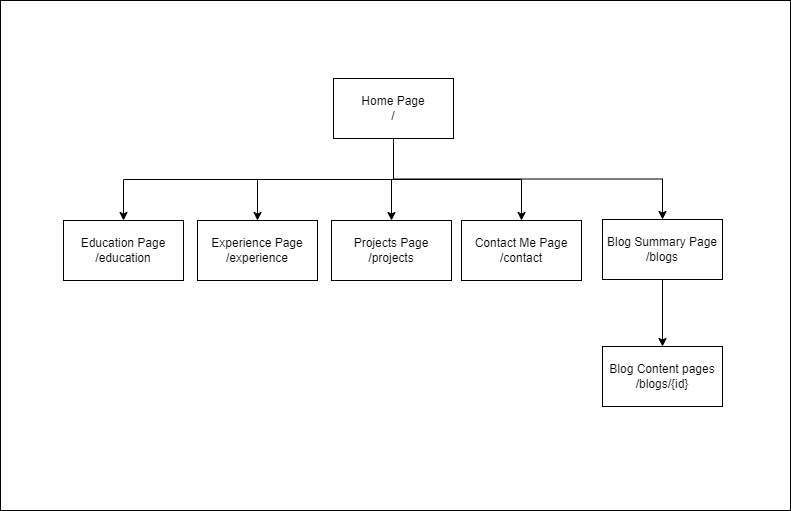 Home Page
/
Education Page
/education
Experience Page
/experience
Projects Page
/projects
Contact Me Page
/contact
Blog Summary Page
/blogs
Blog Content pages
/blogs/{id}